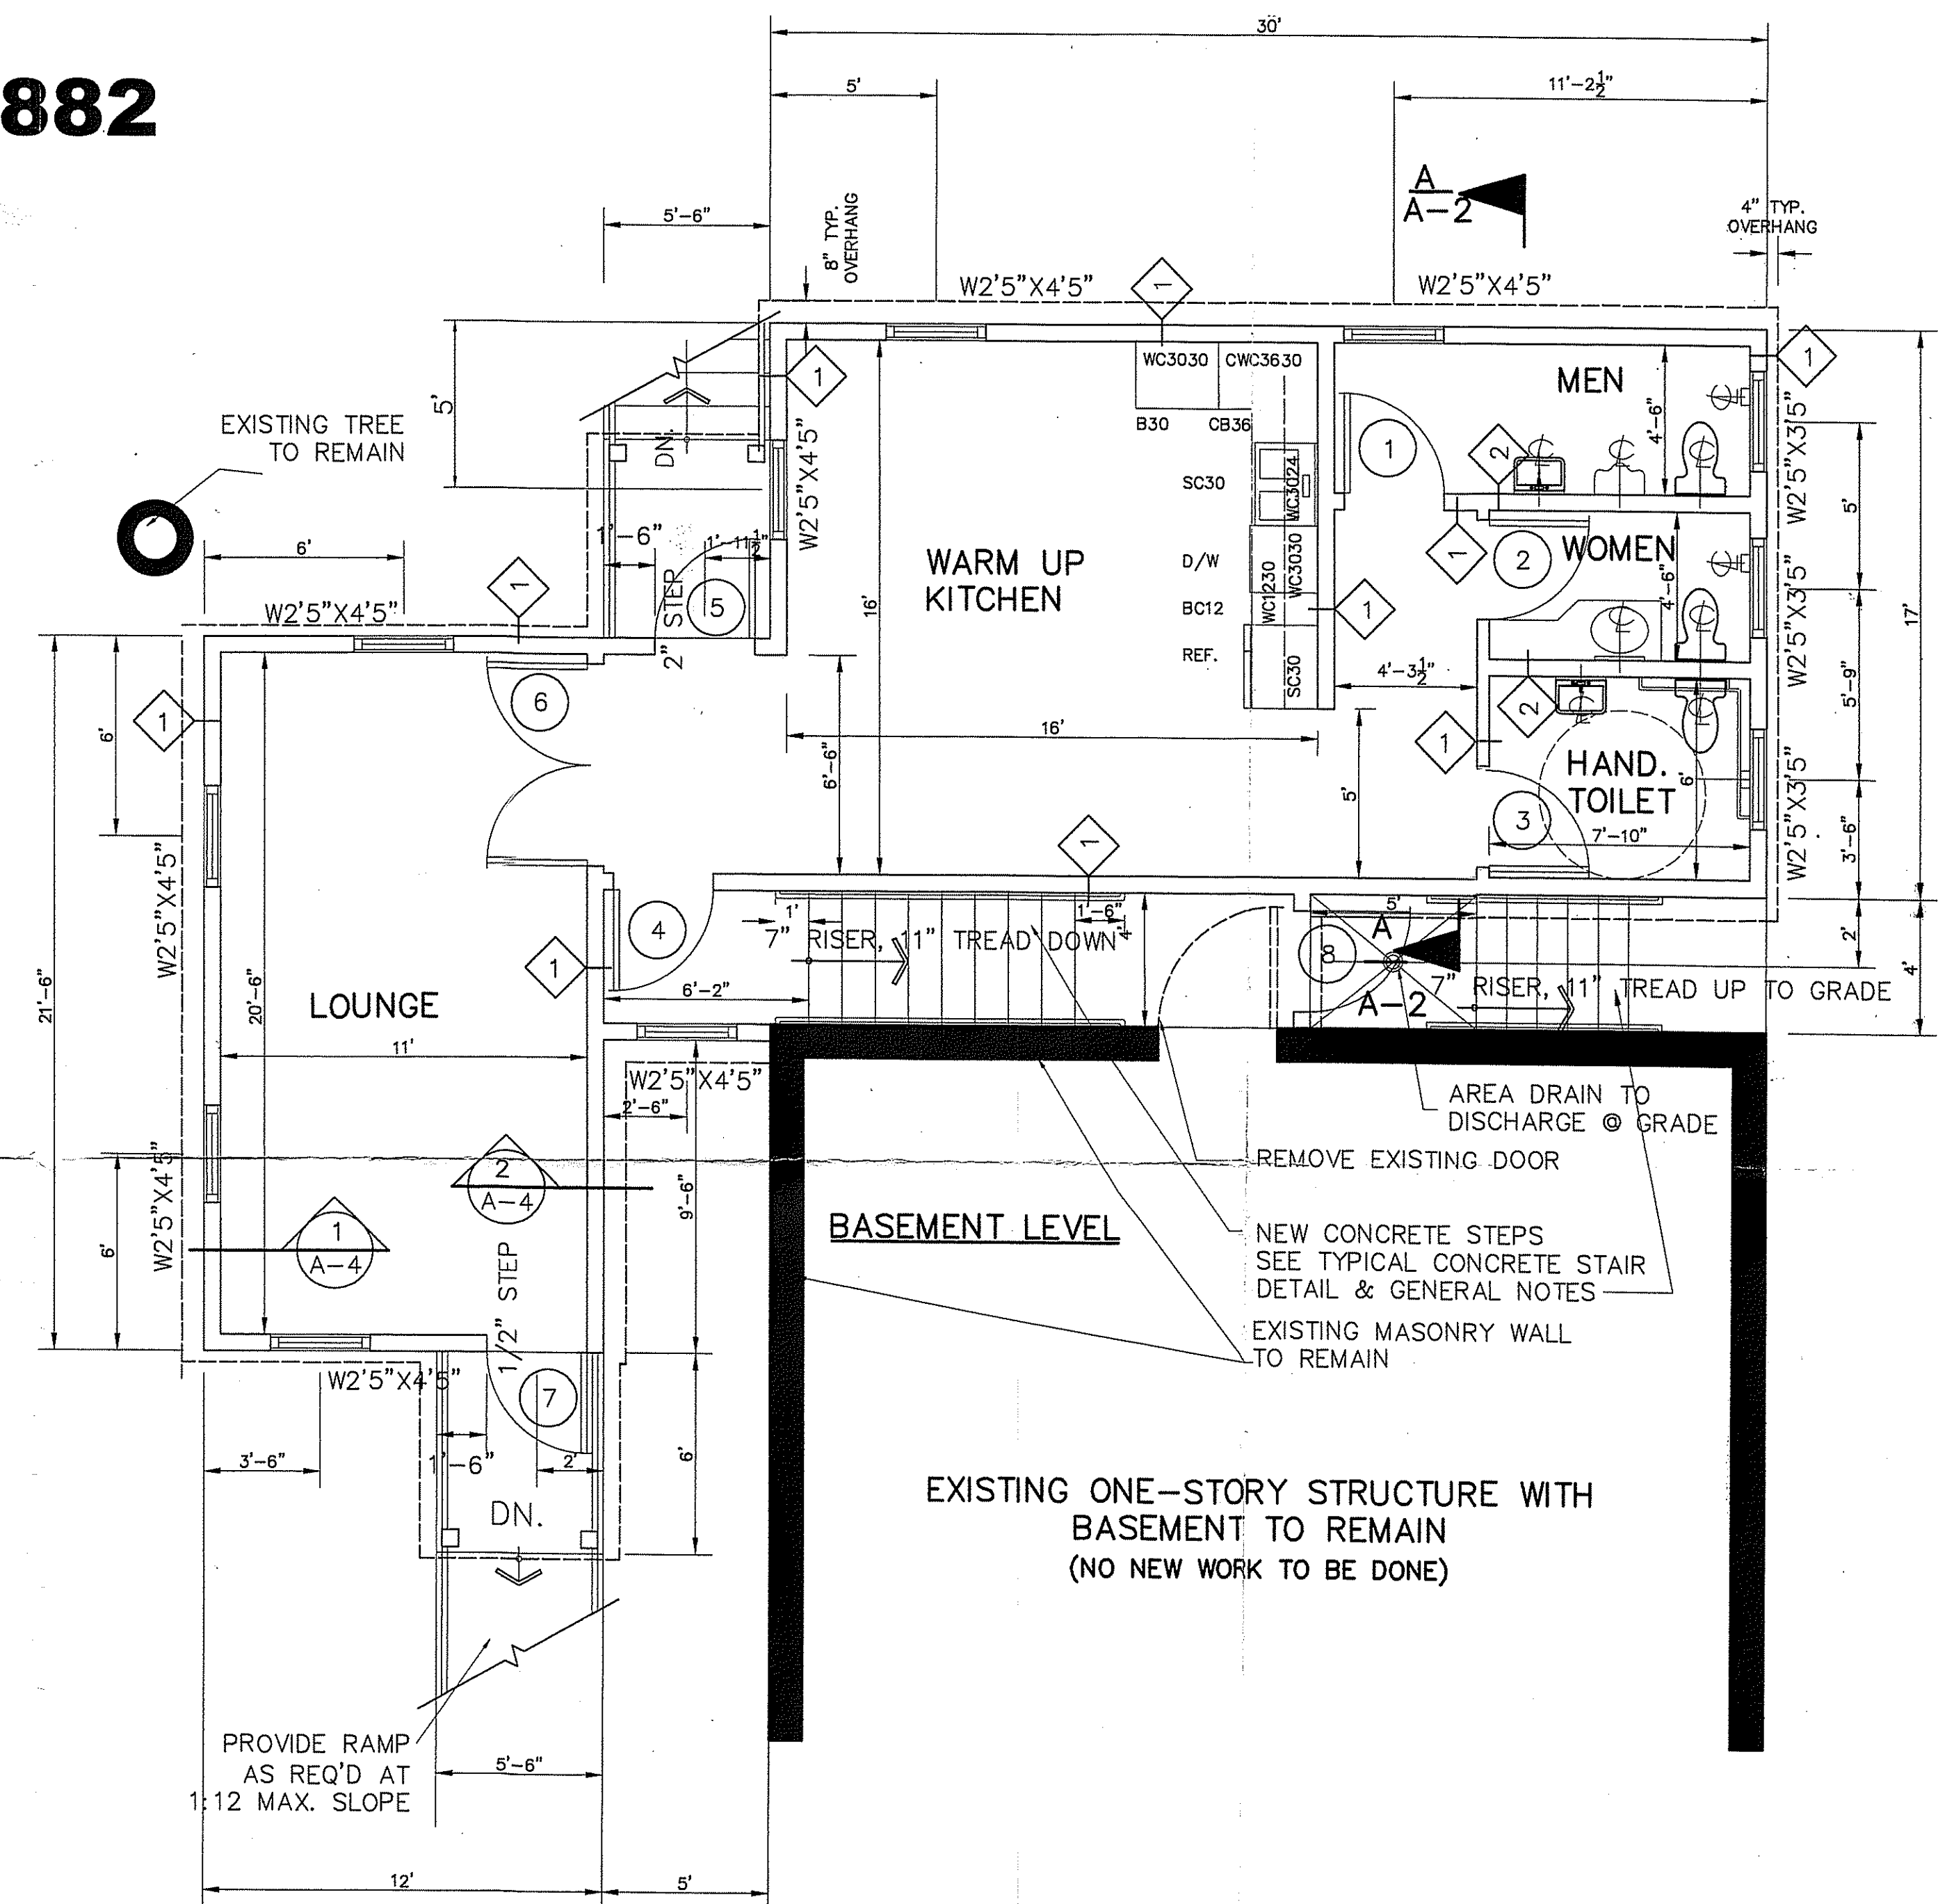 882
30'
5'
11'-2½"
A
A-2
5'-6"
8" TYP.
OVERHANG
4" TYP.
OVERHANG
W2'5"X4'5"
1
W2'5"X4'5"
EXISTING TREE
TO REMAIN
5'
DN.
1
W2'5"X4'5"
WC3030
CWC3630
B30
CB36
SC30
WC3024
D/W
WC3030
BC12
WC1230
REF.
SC30
WARM UP
KITCHEN
16'
16'
1
MEN
4'-6"
1
2
1
W2'5"X3'5"
5'
17'
2
WOMEN
4'-6"
1
W2'5"X3'5"
5'-9"
4'-3½"
1
2
HAND.
TOILET
6'
3
7'-10"
W2'5"X3'5"
3'-6"
5'
6'
W2'5"X4'5"
1
1'-6"
1'-11½"
2" STEP
5
6
1
6'
6'-6"
W2'5"X4'5"
21'-6"
20'-6"
LOUNGE
11'
1
4
1
1'
7" RISER, 11" TREAD DOWN
1'-6"
4'
6'-2"
5'
A
A-2
8
7" RISER, 11" TREAD UP TO GRADE
2'
4'
W2'5"X4'5"
2'-6"
9'-6"
AREA DRAIN TO
DISCHARGE @ GRADE
REMOVE EXISTING DOOR
BASEMENT LEVEL
NEW CONCRETE STEPS
SEE TYPICAL CONCRETE STAIR
DETAIL & GENERAL NOTES
EXISTING MASONRY WALL
TO REMAIN
2
A-4
1
A-4
W2'5"X4'5"
6'
1/2" STEP
W2'5"X4'5"
7
3'-6"
1'-6"
2'
6'
DN.
EXISTING ONE-STORY STRUCTURE WITH
BASEMENT TO REMAIN
(NO NEW WORK TO BE DONE)
PROVIDE RAMP
AS REQ'D AT
1:12 MAX. SLOPE
5'-6"
12'
5'